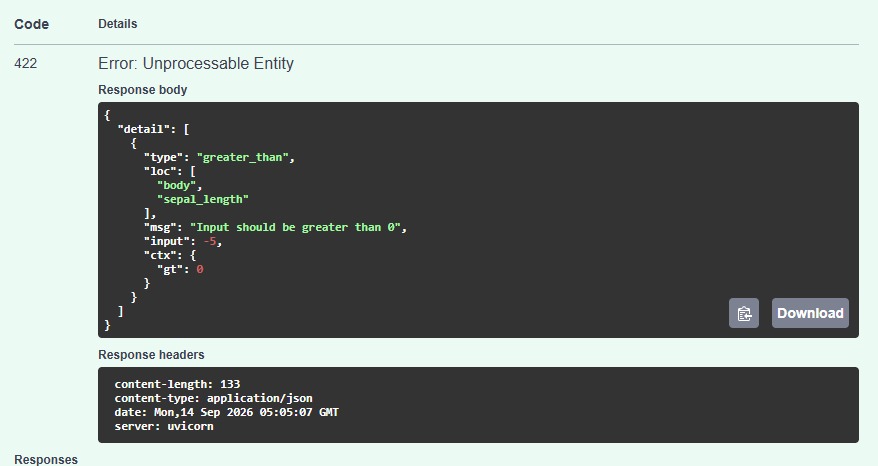 Code Details
422 Error: Unprocessable Entity
Response body
{
  "detail": [
    {
      "type": "greater_than",
      "loc": [
        "body",
        "sepal_length"
      ],
      "msg": "Input should be greater than 0",
      "input": -5,
      "ctx": {
        "gt": 0
      }
    }
  ]
}
Download
Response headers
content-length: 133
content-type: application/json
date: Mon,14 Sep 2026 05:05:07 GMT
server: uvicorn
Responses